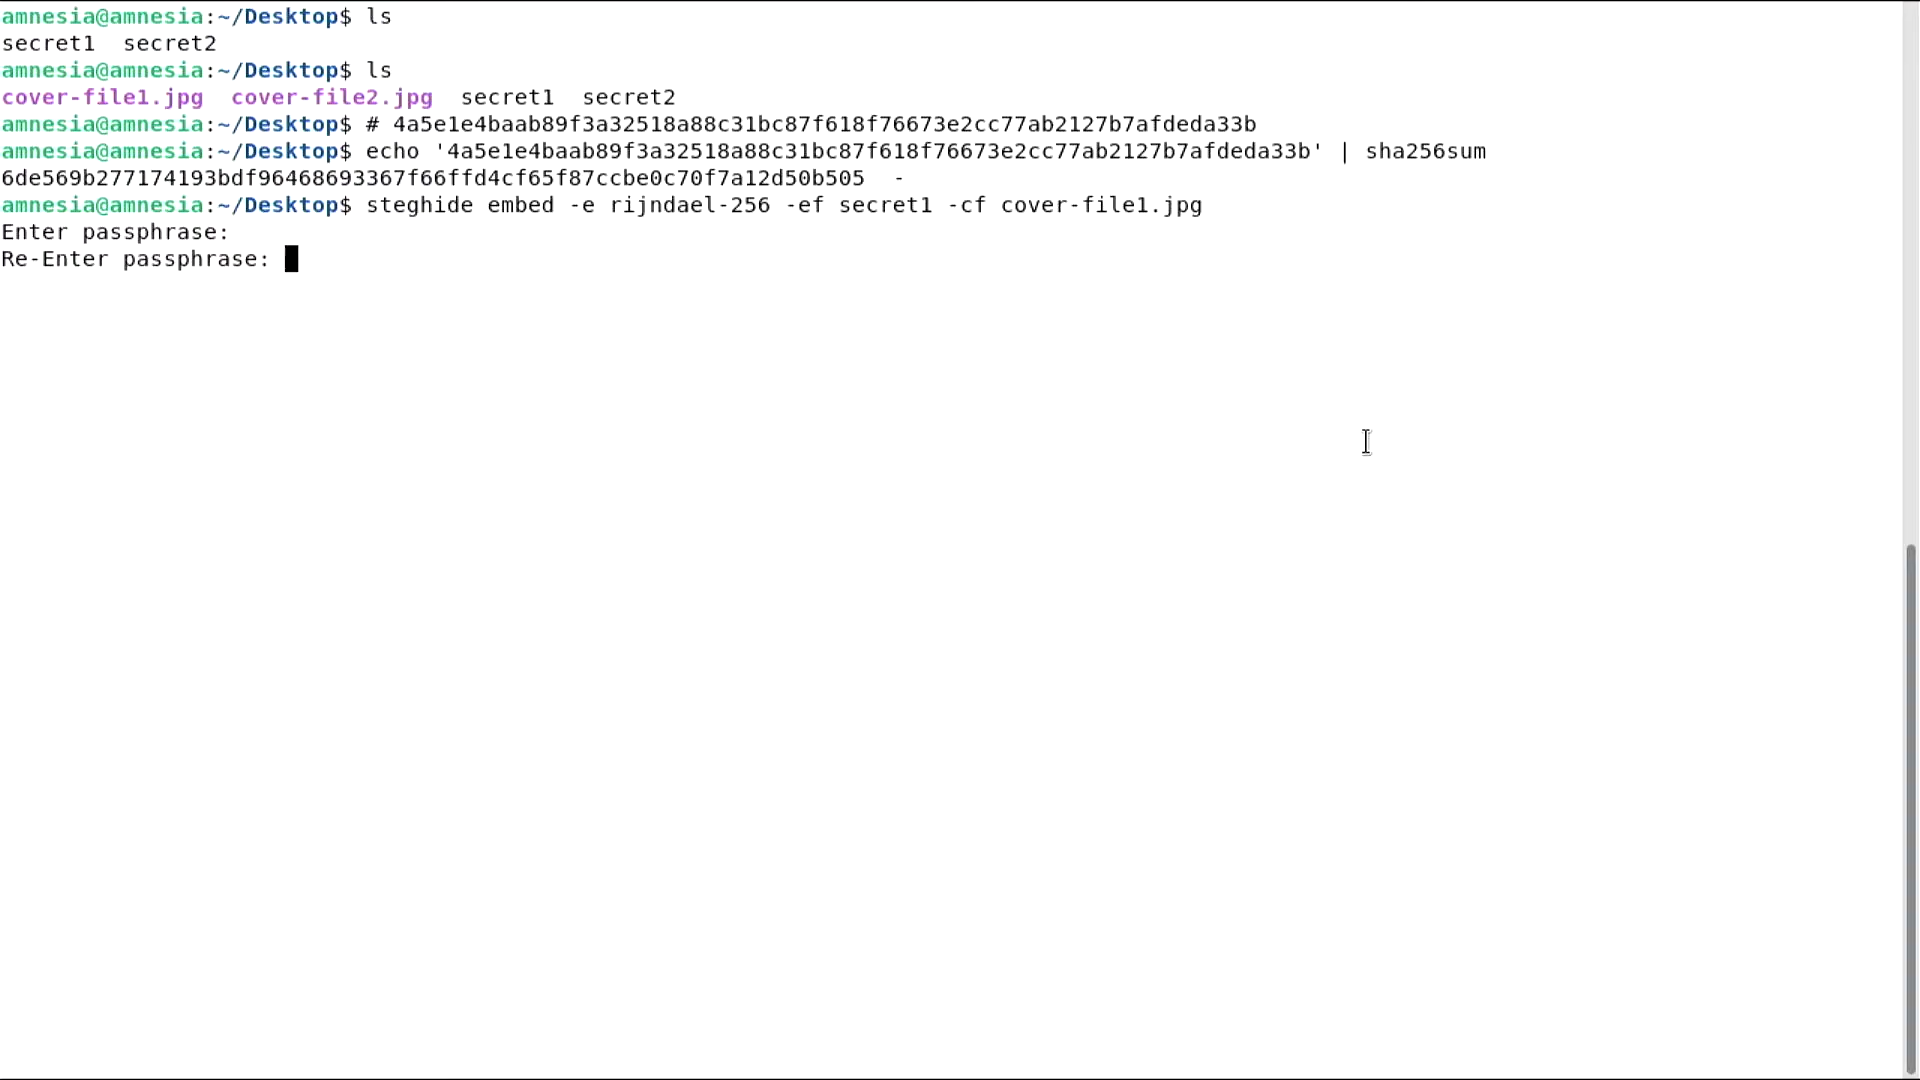 amnesia@amnesia:~/Desktop$ ls
secret1  secret2
amnesia@amnesia:~/Desktop$ ls
cover-file1.jpg  cover-file2.jpg  secret1  secret2
amnesia@amnesia:~/Desktop$ # 4a5e1e4baab89f3a32518a88c31bc87f618f76673e2cc77ab2127b7afdeda33b
amnesia@amnesia:~/Desktop$ echo '4a5e1e4baab89f3a32518a88c31bc87f618f76673e2cc77ab2127b7afdeda33b' | sha256sum
6de569b277174193bdf96468693367f66ffd4cf65f87ccbe0c70f7a12d50b505  -
amnesia@amnesia:~/Desktop$ steghide embed -e rijndael-256 -ef secret1 -cf cover-file1.jpg
Enter passphrase:
Re-Enter passphrase: